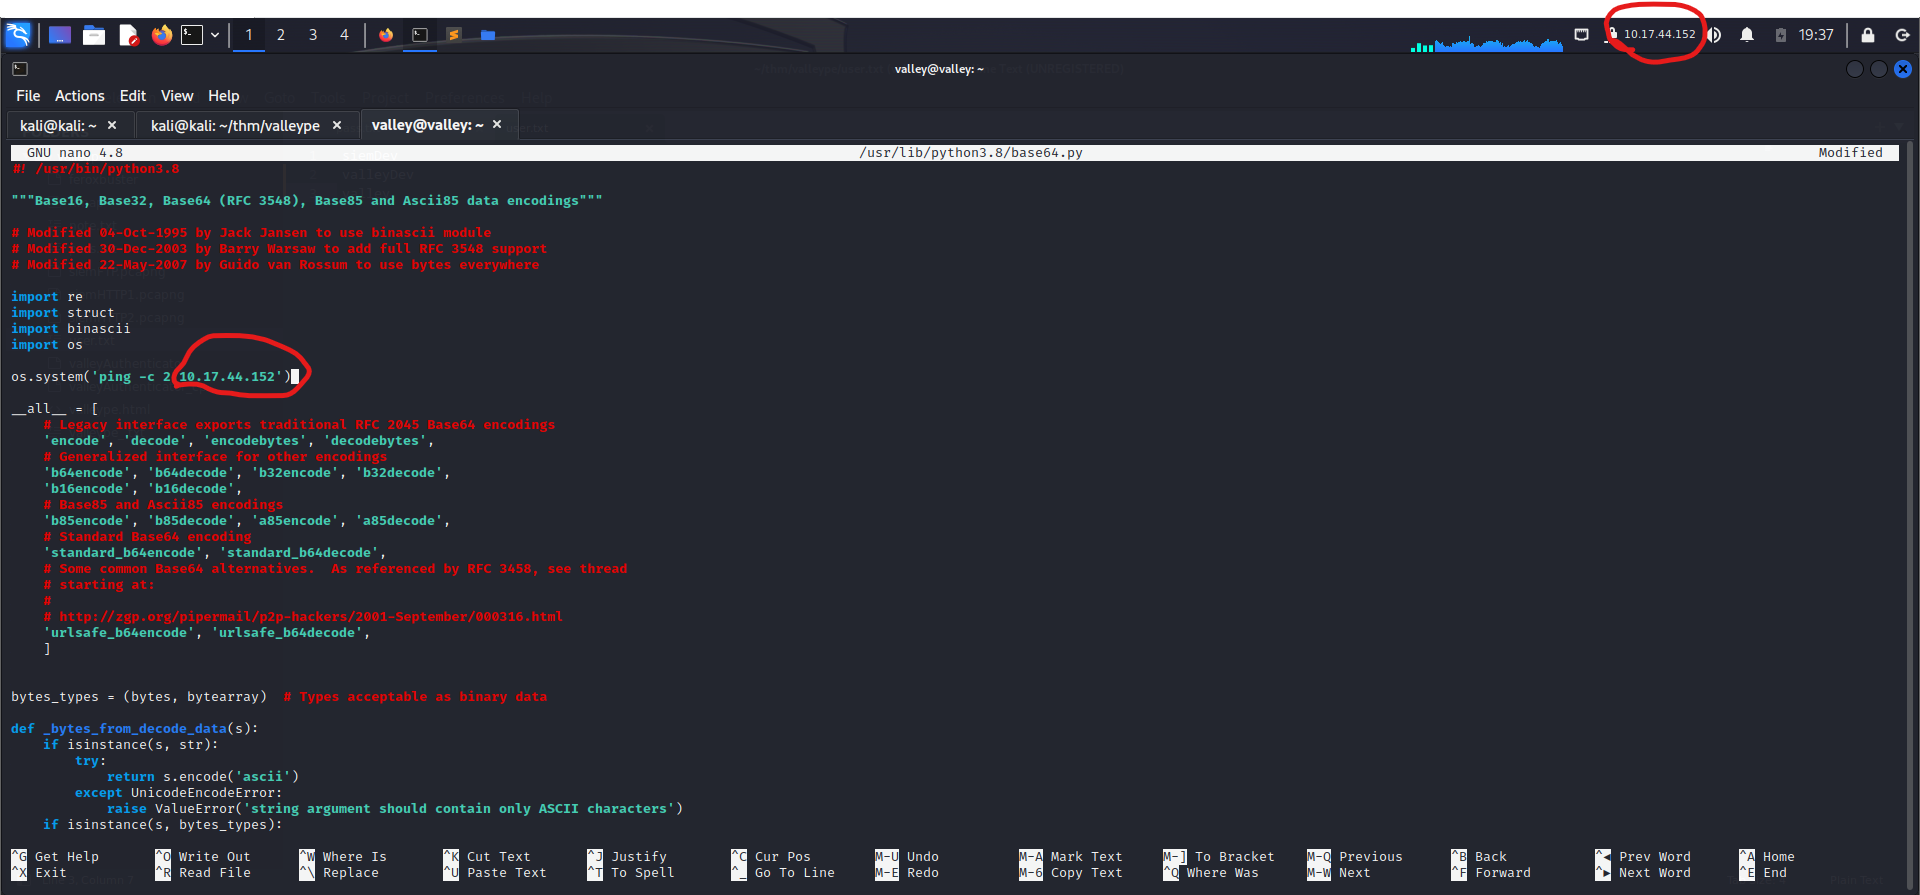 1 2 3 4 10.17.44.152 19:37
valley@valley: ~
File Actions Edit View Help
kali@kali: ~ × kali@kali: ~/thm/valleype × valley@valley: ~ ×
GNU nano 4.8 /usr/lib/python3.8/base64.py Modified
#! /usr/bin/python3.8
"""Base16, Base32, Base64 (RFC 3548), Base85 and Ascii85 data encodings"""
# Modified 04-Oct-1995 by Jack Jansen to use binascii module
# Modified 30-Dec-2003 by Barry Warsaw to add full RFC 3548 support
# Modified 22-May-2007 by Guido van Rossum to use bytes everywhere
import re
import struct
import binascii
import os
os.system('ping -c 2 10.17.44.152')
__all__ = [
    # Legacy interface exports traditional RFC 2045 Base64 encodings
    'encode', 'decode', 'encodebytes', 'decodebytes',
    # Generalized interface for other encodings
    'b64encode', 'b64decode', 'b32encode', 'b32decode',
    'b16encode', 'b16decode',
    # Base85 and Ascii85 encodings
    'b85encode', 'b85decode', 'a85encode', 'a85decode',
    # Standard Base64 encoding
    'standard_b64encode', 'standard_b64decode',
    # Some common Base64 alternatives.  As referenced by RFC 3458, see thread
    # starting at:
    #
    # http://zgp.org/pipermail/p2p-hackers/2001-September/000316.html
    'urlsafe_b64encode', 'urlsafe_b64decode',
    ]
bytes_types = (bytes, bytearray)  # Types acceptable as binary data
def _bytes_from_decode_data(s):
    if isinstance(s, str):
        try:
            return s.encode('ascii')
        except UnicodeEncodeError:
            raise ValueError('string argument should contain only ASCII characters')
    if isinstance(s, bytes_types):
^G Get Help ^O Write Out ^W Where Is ^K Cut Text ^J Justify ^C Cur Pos M-U Undo M-A Mark Text M-] To Bracket M-Q Previous ^B Back ^◀ Prev Word ^A Home
^X Exit ^R Read File ^\ Replace ^U Paste Text ^T To Spell ^_ Go To Line M-E Redo M-6 Copy Text ^Q Where Was M-W Next ^F Forward ^▶ Next Word ^E End